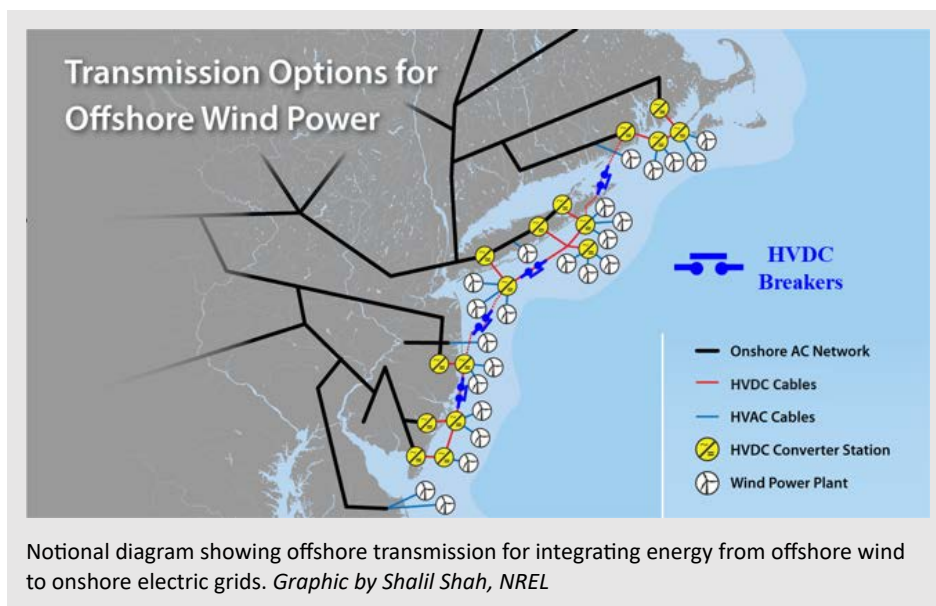 Transmission Options for
Offshore Wind Power
HVDC
Breakers
Onshore AC Network
HVDC Cables
HVAC Cables
HVDC Converter Station
Wind Power Plant
Notional diagram showing offshore transmission for integrating energy from offshore wind
to onshore electric grids. Graphic by Shalil Shah, NREL